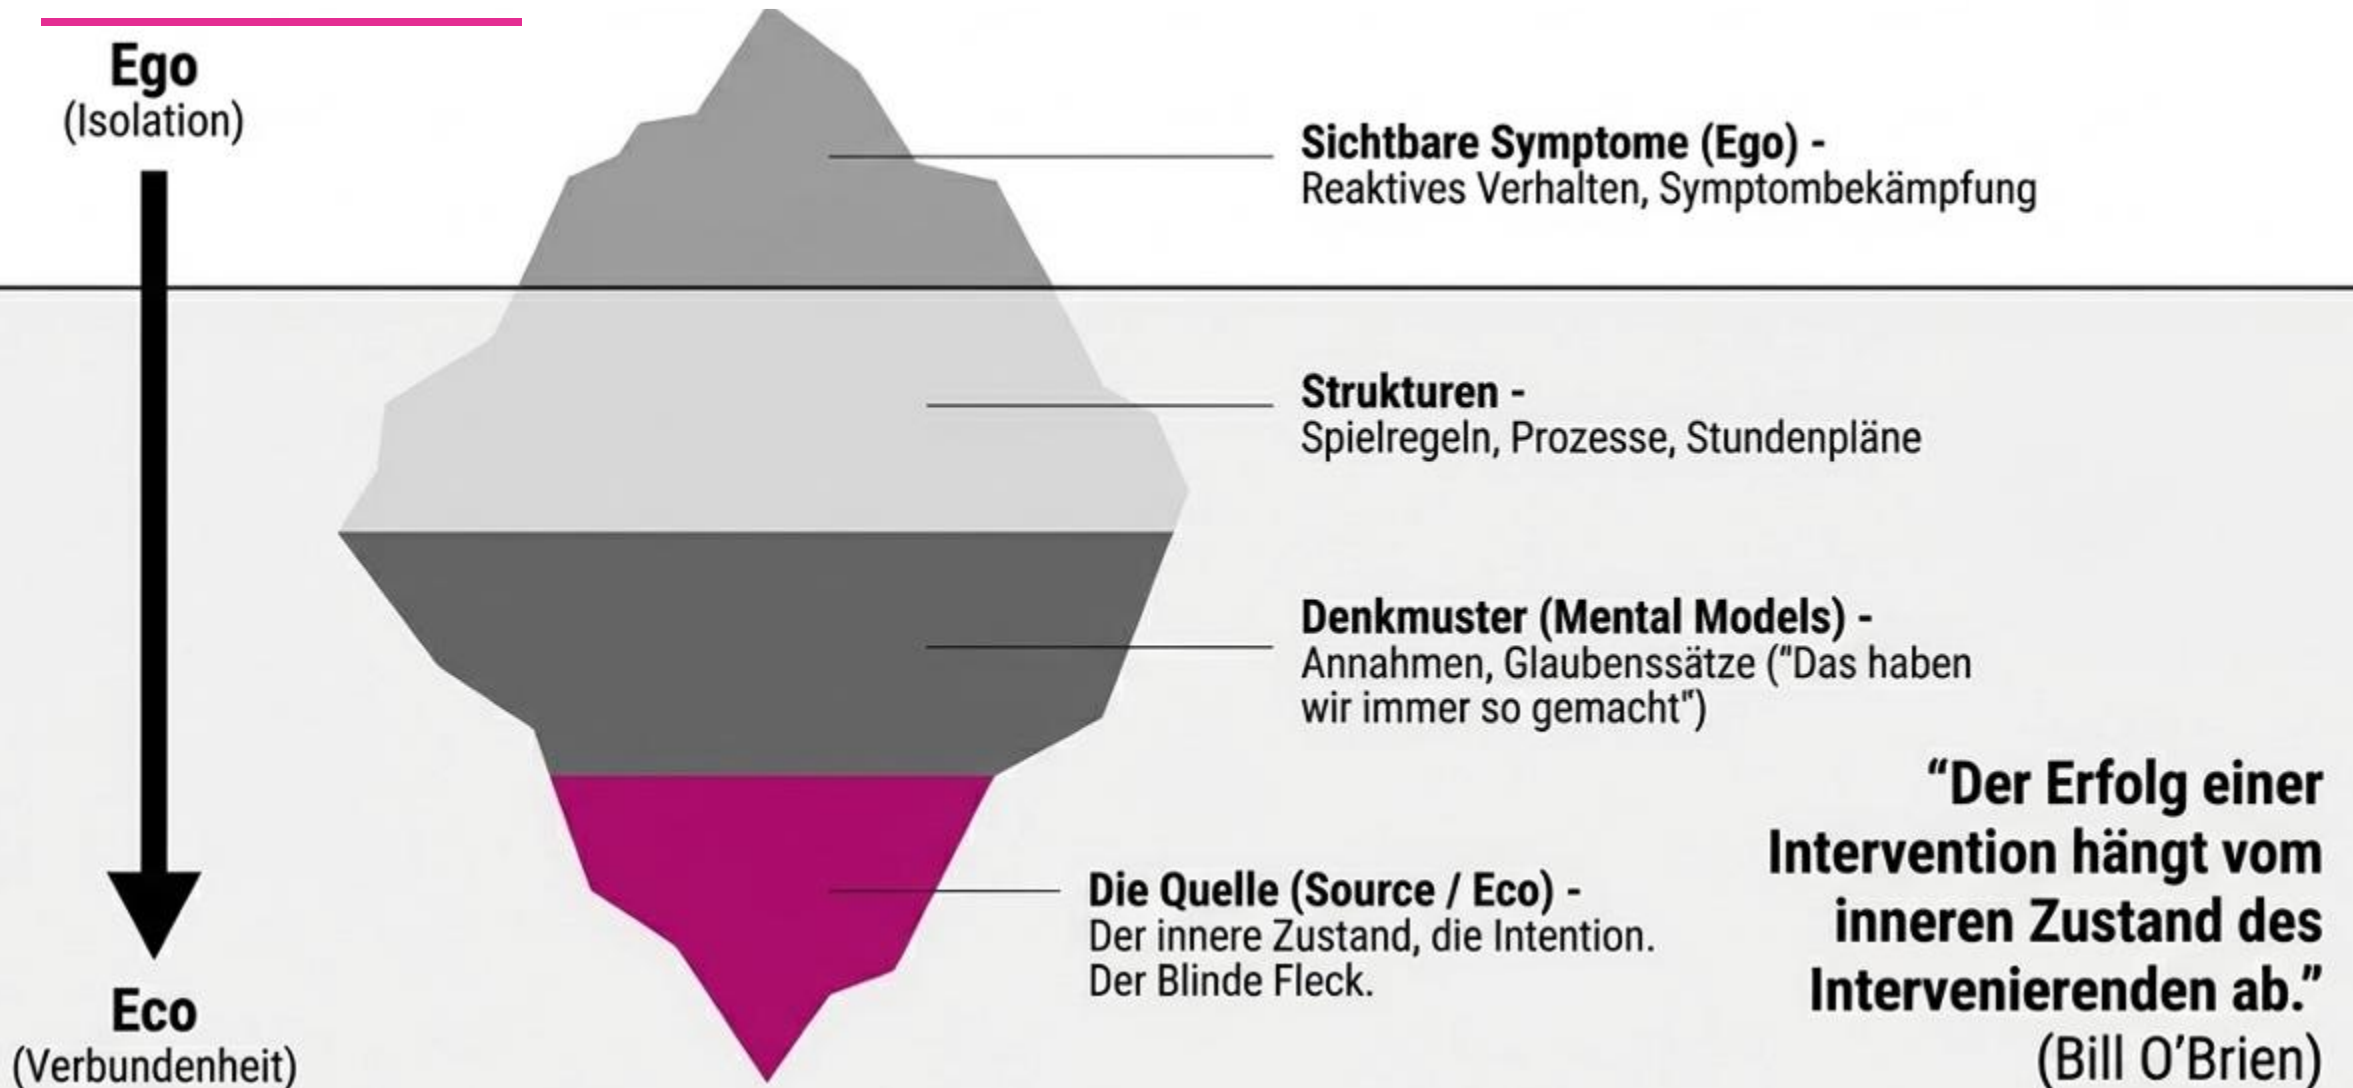 Ego
(Isolation)
Sichtbare Symptome (Ego) -
Reaktives Verhalten, Symptombekämpfung
Strukturen -
Spielregeln, Prozesse, Stundenpläne
Denkmuster (Mental Models) -
Annahmen, Glaubenssätze ("Das haben
wir immer so gemacht")
Die Quelle (Source / Eco) -
Der innere Zustand, die Intention.
Der Blinde Fleck.
“Der Erfolg einer
Intervention hängt vom
inneren Zustand des
Intervenierenden ab.”
(Bill O’Brien)
Eco
(Verbundenheit)